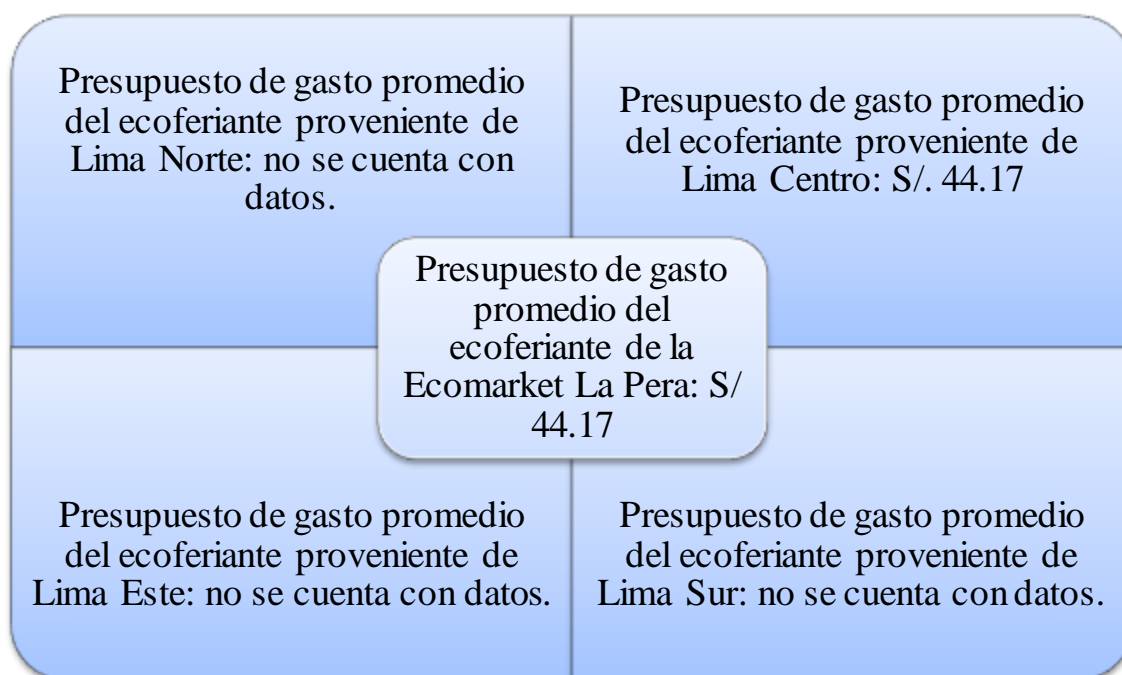 Presupuesto de gasto promedio
del ecoferiante proveniente de
Lima Norte: no se cuenta con
datos.
Presupuesto de gasto promedio
del ecoferiante proveniente de
Lima Centro: S/. 44.17
Presupuesto de gasto
promedio del
ecoferiante de la
Ecomarket La Pera: S/
44.17
Presupuesto de gasto promedio
del ecoferiante proveniente de
Lima Este: no se cuenta con datos.
Presupuesto de gasto promedio
del ecoferiante proveniente de
Lima Sur: no se cuenta con datos.